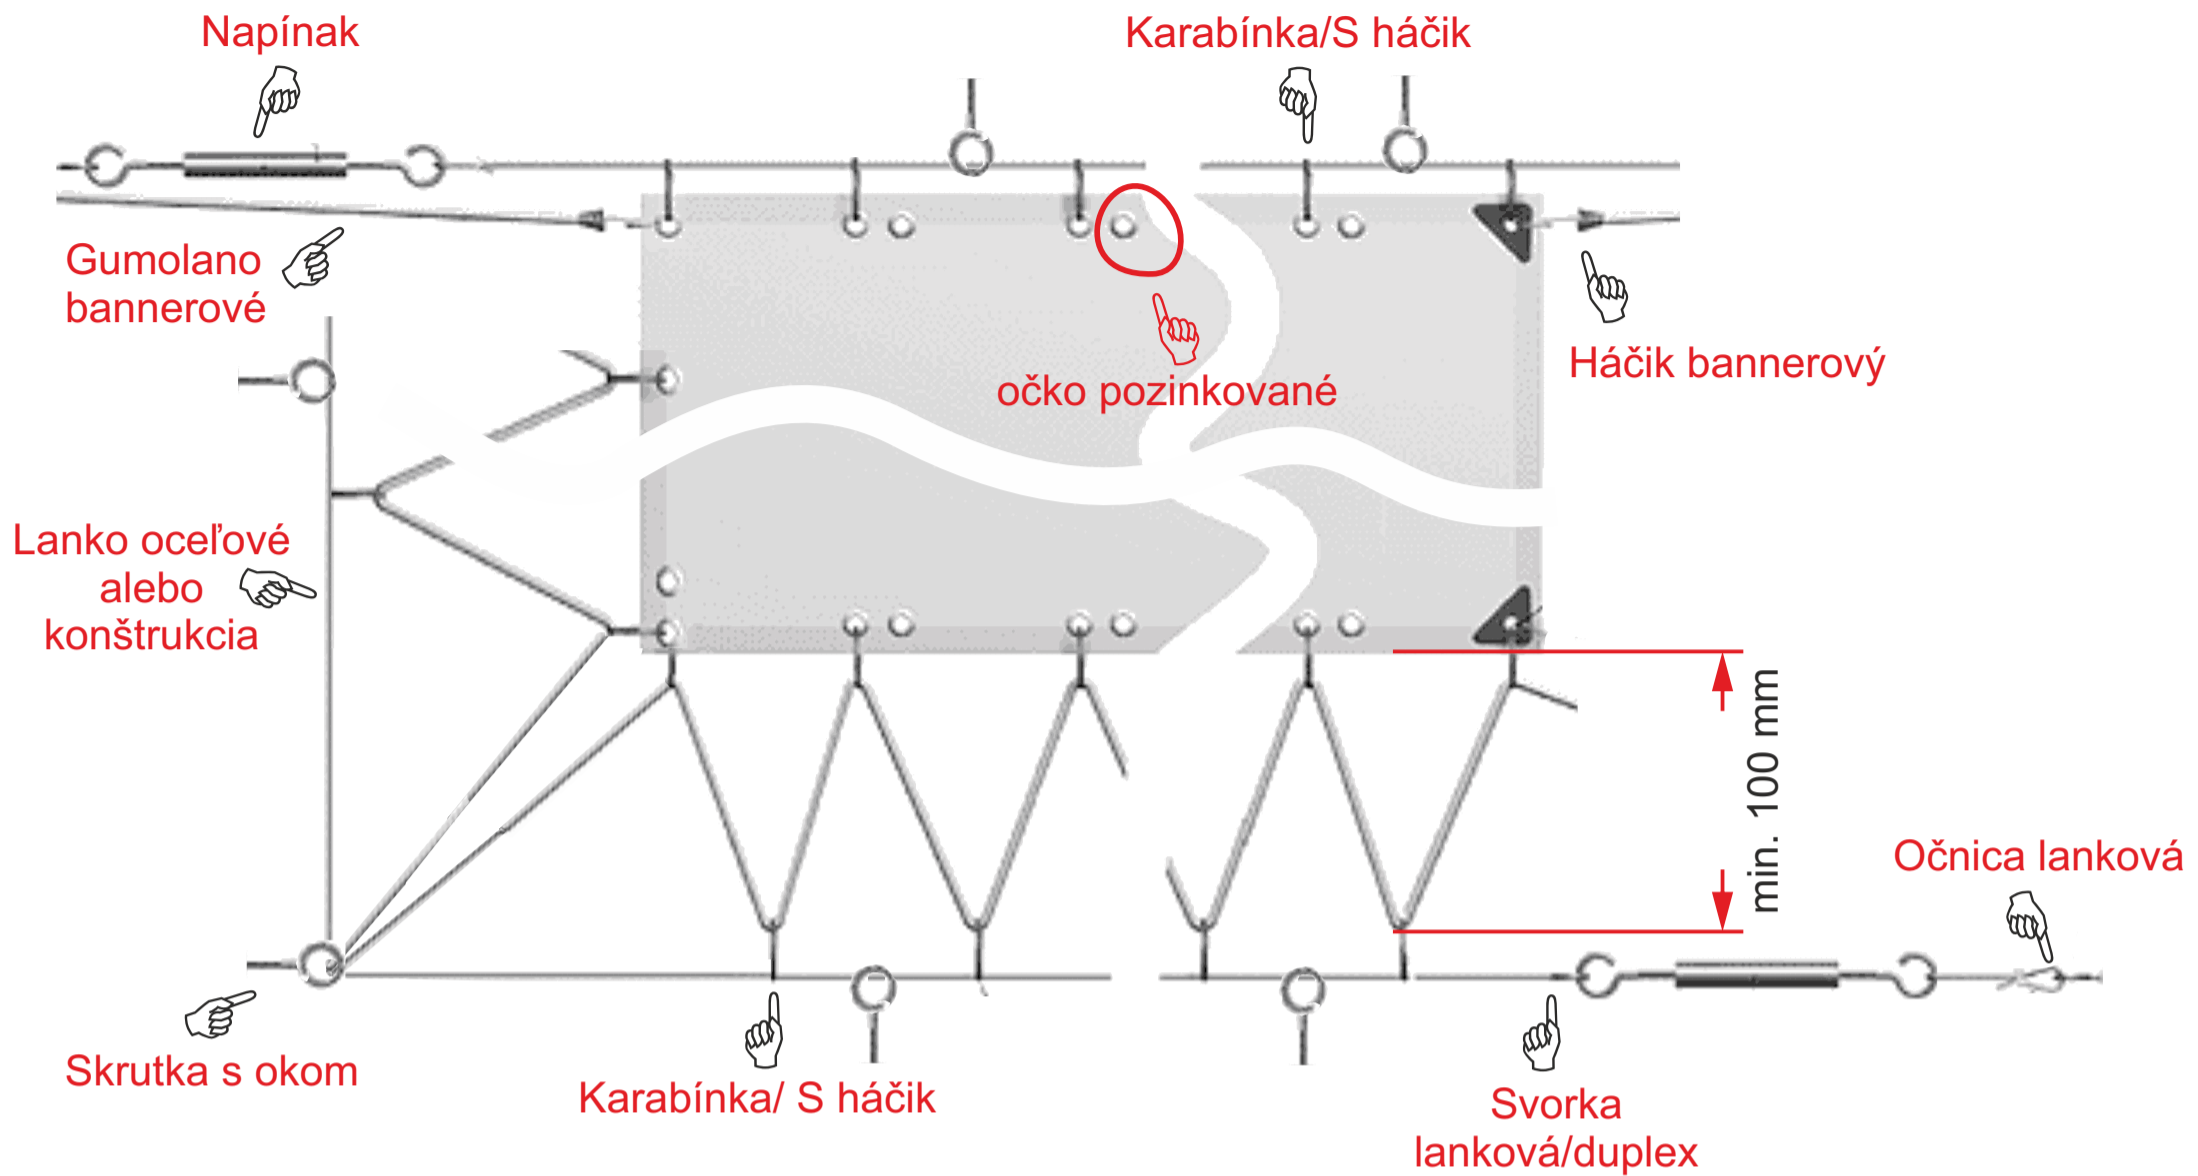 Napínak
Karabínka/S háčik
Gumolano
bannerové
Háčik bannerový
očko pozinkované
Lanko oceľové
alebo
konštrukcia
min. 100 mm
Očnica lanková
Skrutka s okom
Karabínka/ S háčik
Svorka
lanková/duplex